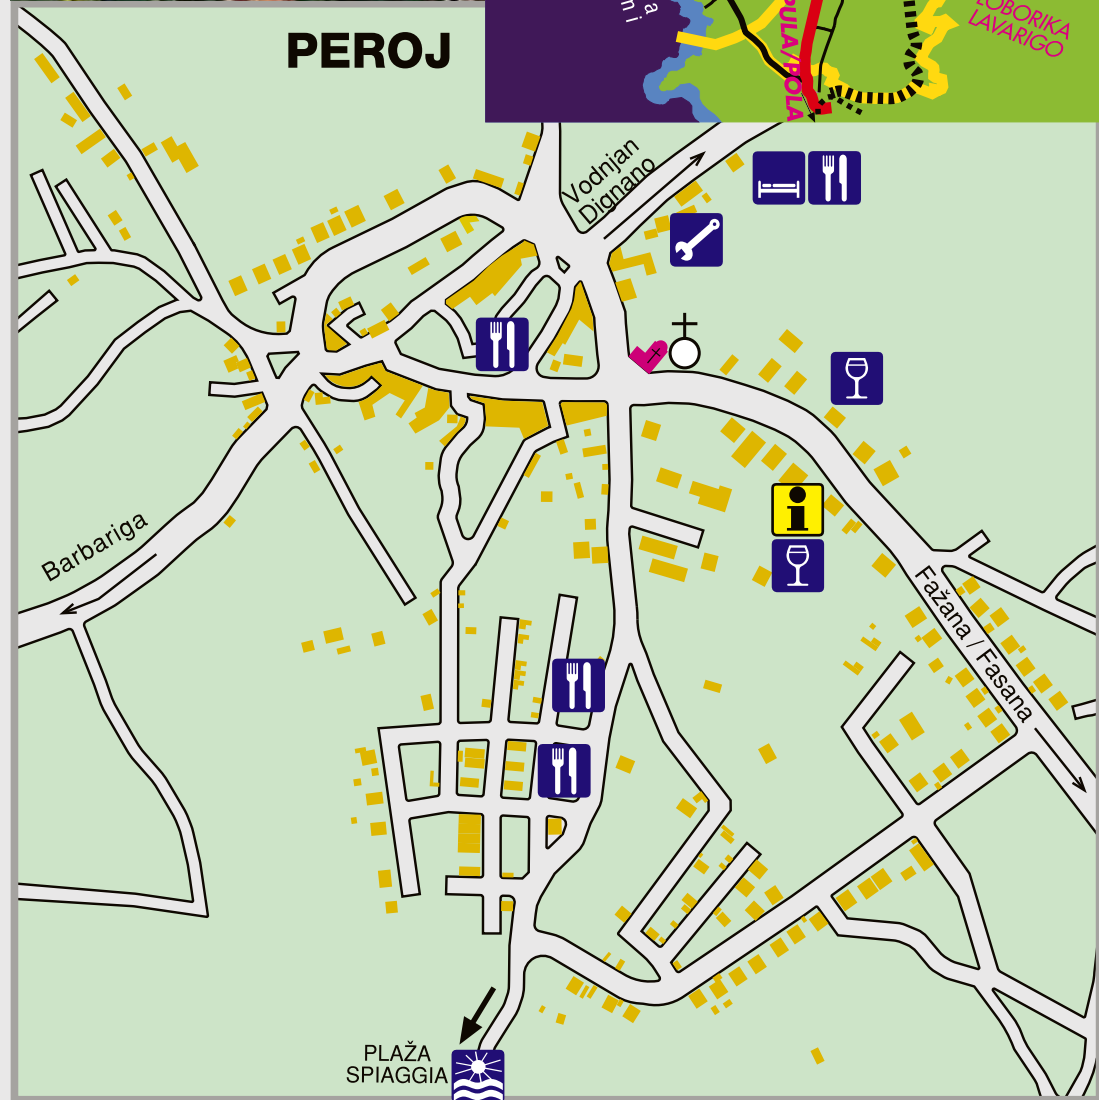 PEROJ
PULA/POLA
LOBORIKA
LAVARIGO
Vodnjan
Dignano
Barbariga
i
Fažana / Fasana
PLAŽA
SPIAGGIA